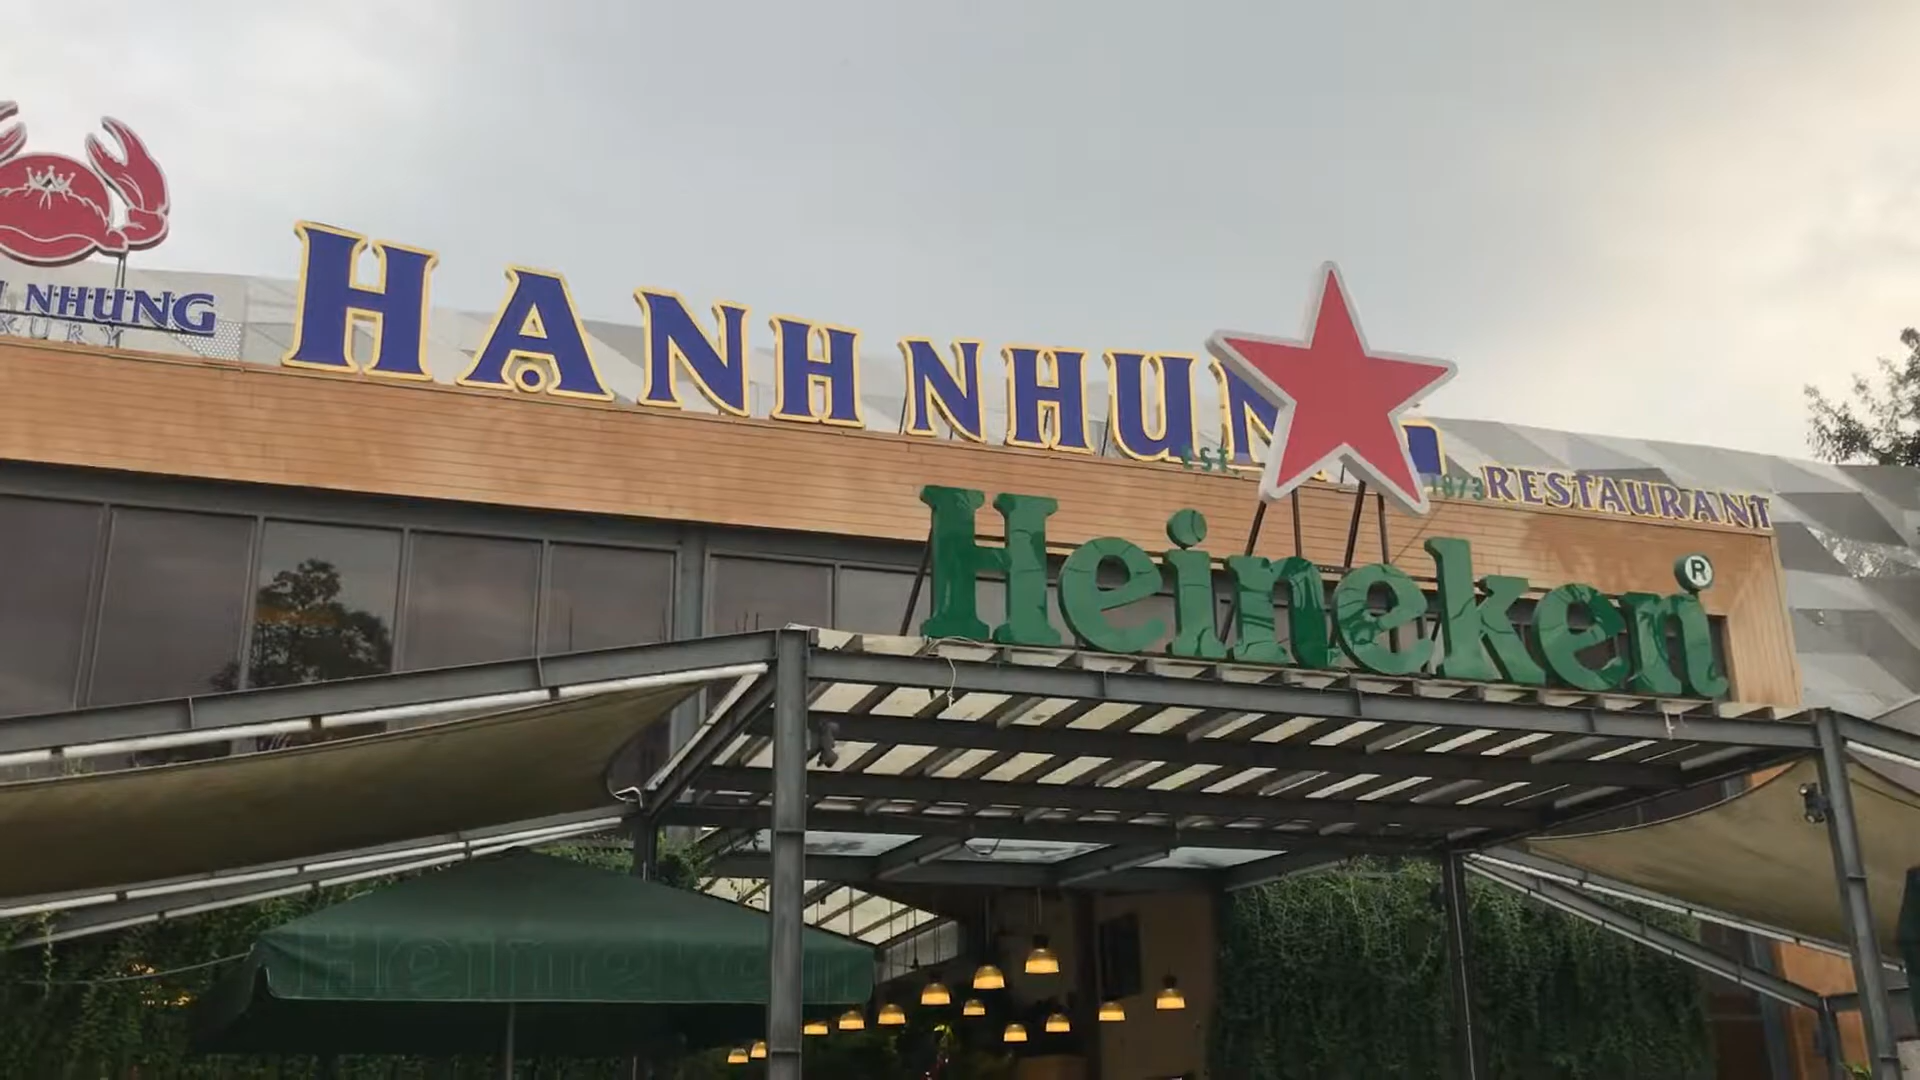 NHUNG
HẠNH NHUNG
RESTAURANT
EST. 1873
Heineken®
Heineken